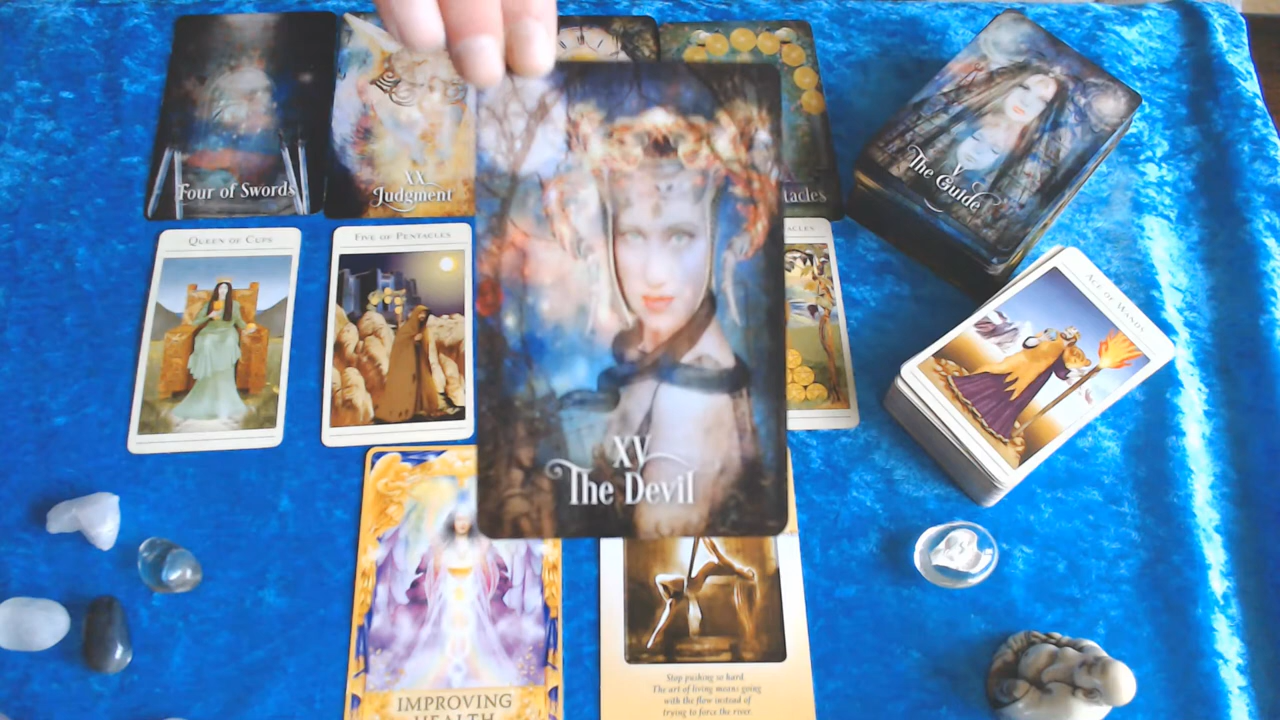 Four of Swords
XX
Judgment
tacles
V
The Guide
QUEEN OF CUPS
FIVE OF PENTACLES
ACLES
ACE OF WANDS
XV
The Devil
IMPROVING
HEALTH
Stop pushing so hard.
The art of living means going
with the flow instead of
trying to force the river.